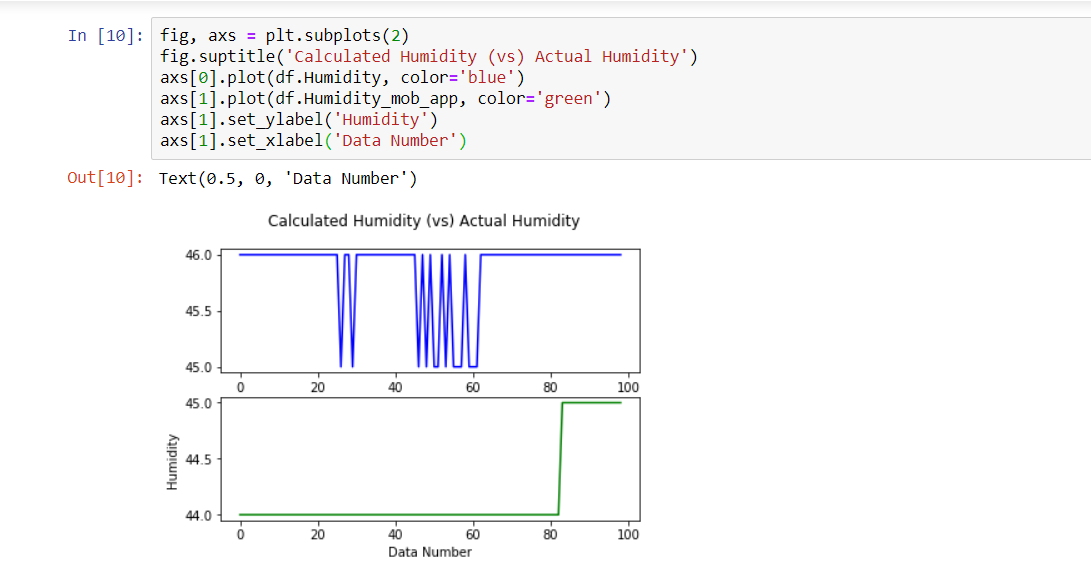 In [10]: fig, axs = plt.subplots(2)
fig.suptitle('Calculated Humidity (vs) Actual Humidity')
axs[0].plot(df.Humidity, color='blue')
axs[1].plot(df.Humidity_mob_app, color='green')
axs[1].set_ylabel('Humidity')
axs[1].set_xlabel('Data Number')
Out[10]: Text(0.5, 0, 'Data Number')
Calculated Humidity (vs) Actual Humidity
46.0
45.5
45.0
0 20 40 60 80 100
45.0
44.5
44.0
Humidity
0 20 40 60 80 100
Data Number